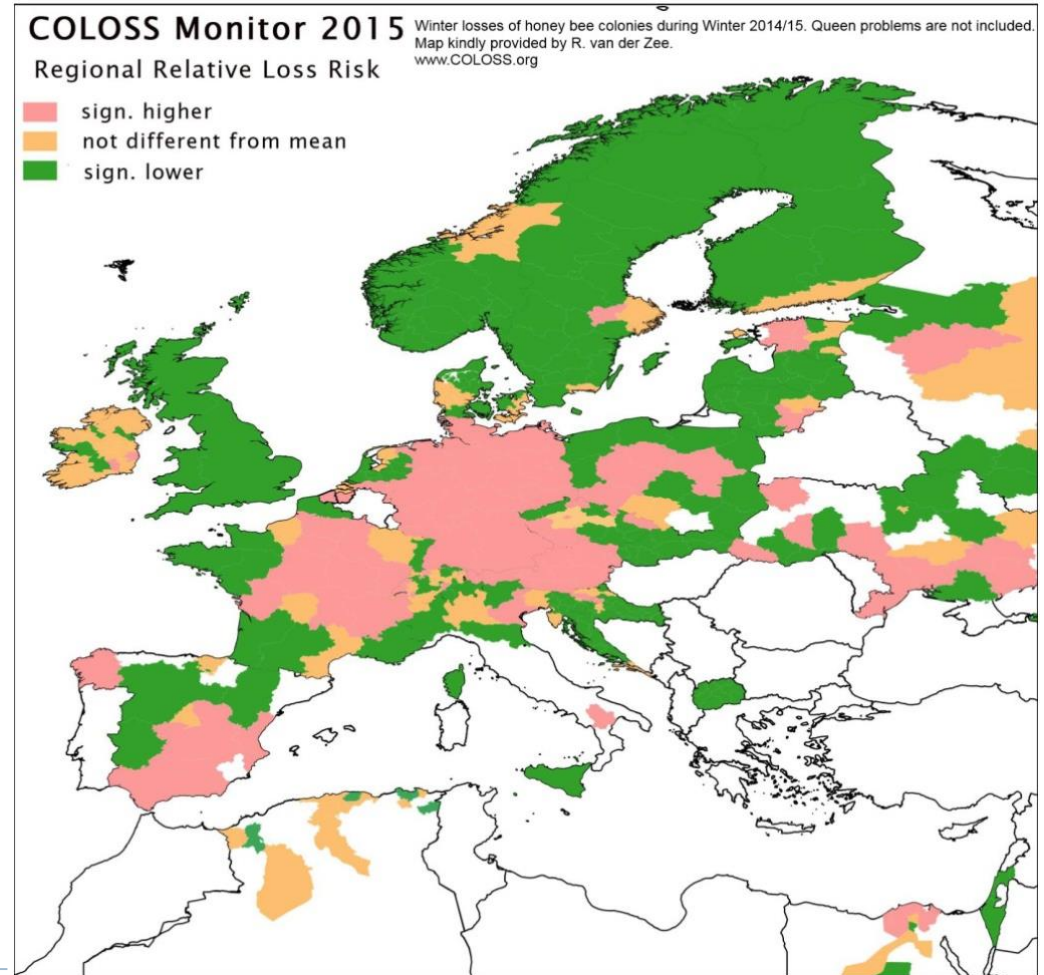 COLOSS Monitor 2015
Winter losses of honey bee colonies during Winter 2014/15. Queen problems are not included.
Map kindly provided by R. van der Zee.
www.COLOSS.org
Regional Relative Loss Risk
sign. higher
not different from mean
sign. lower